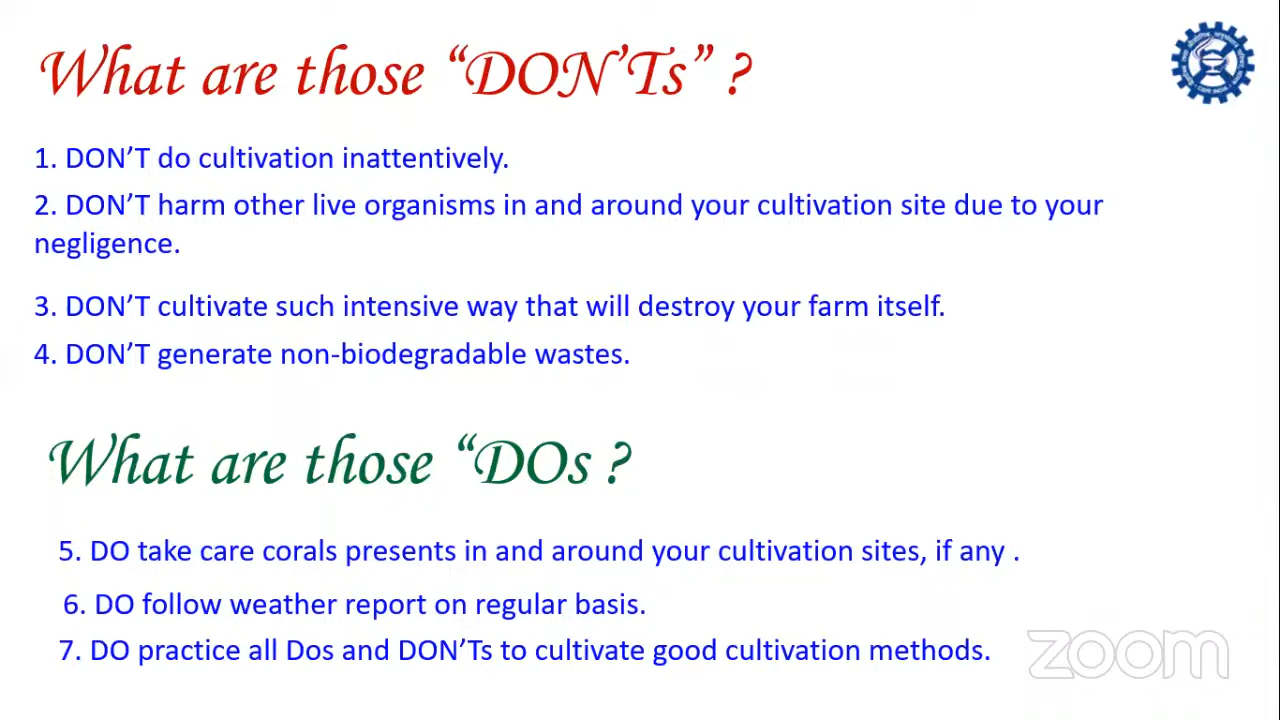 What are those “DON’Ts” ?
1. DON’T do cultivation inattentively.
2. DON’T harm other live organisms in and around your cultivation site due to your
negligence.
3. DON’T cultivate such intensive way that will destroy your farm itself.
4. DON’T generate non-biodegradable wastes.
What are those “DOs ?
5. DO take care corals presents in and around your cultivation sites, if any .
6. DO follow weather report on regular basis.
7. DO practice all Dos and DON’Ts to cultivate good cultivation methods.
zoom